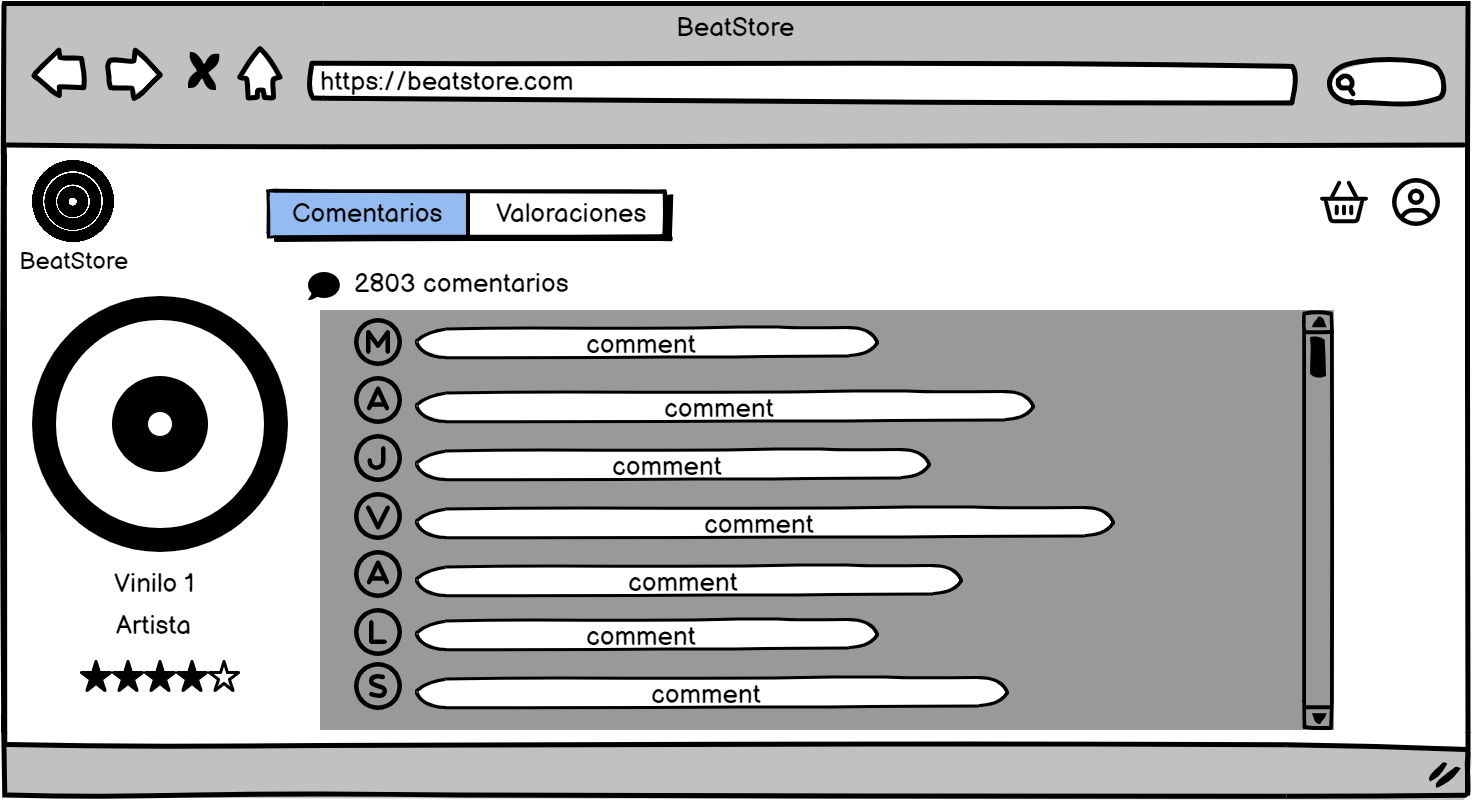 BeatStore
https://beatstore.com
BeatStore
Comentarios
Valoraciones
2803 comentarios
M
comment
A
comment
J
comment
V
comment
A
comment
L
comment
S
comment
Vinilo 1
Artista